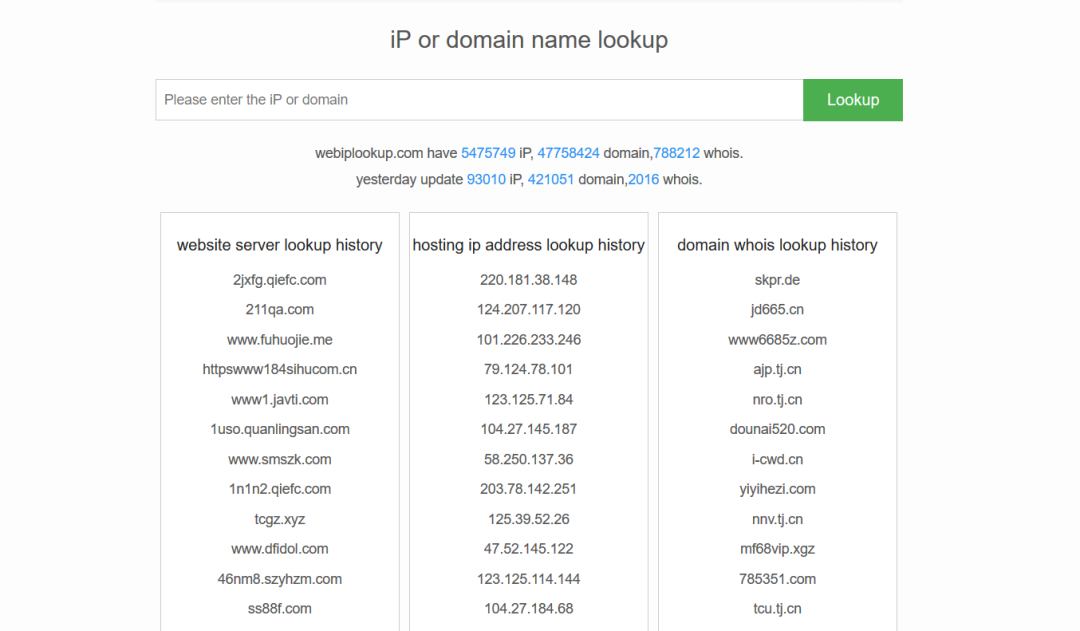 iP or domain name lookup
Please enter the iP or domain
Lookup
webiplookup.com have 5475749 iP, 47758424 domain,788212 whois.
yesterday update 93010 iP, 421051 domain,2016 whois.
website server lookup history
2jxfg.qiefc.com
211qa.com
www.fuhuojie.me
httpswww184sihucom.cn
www1.javti.com
1uso.quanlingsan.com
www.smszk.com
1n1n2.qiefc.com
tcgz.xyz
www.dfidol.com
46nm8.szyhzm.com
ss88f.com
hosting ip address lookup history
220.181.38.148
124.207.117.120
101.226.233.246
79.124.78.101
123.125.71.84
104.27.145.187
58.250.137.36
203.78.142.251
125.39.52.26
47.52.145.122
123.125.114.144
104.27.184.68
domain whois lookup history
skpr.de
jd665.cn
www6685z.com
ajp.tj.cn
nro.tj.cn
dounai520.com
i-cwd.cn
yiyihezi.com
nnv.tj.cn
mf68vip.xgz
785351.com
tcu.tj.cn